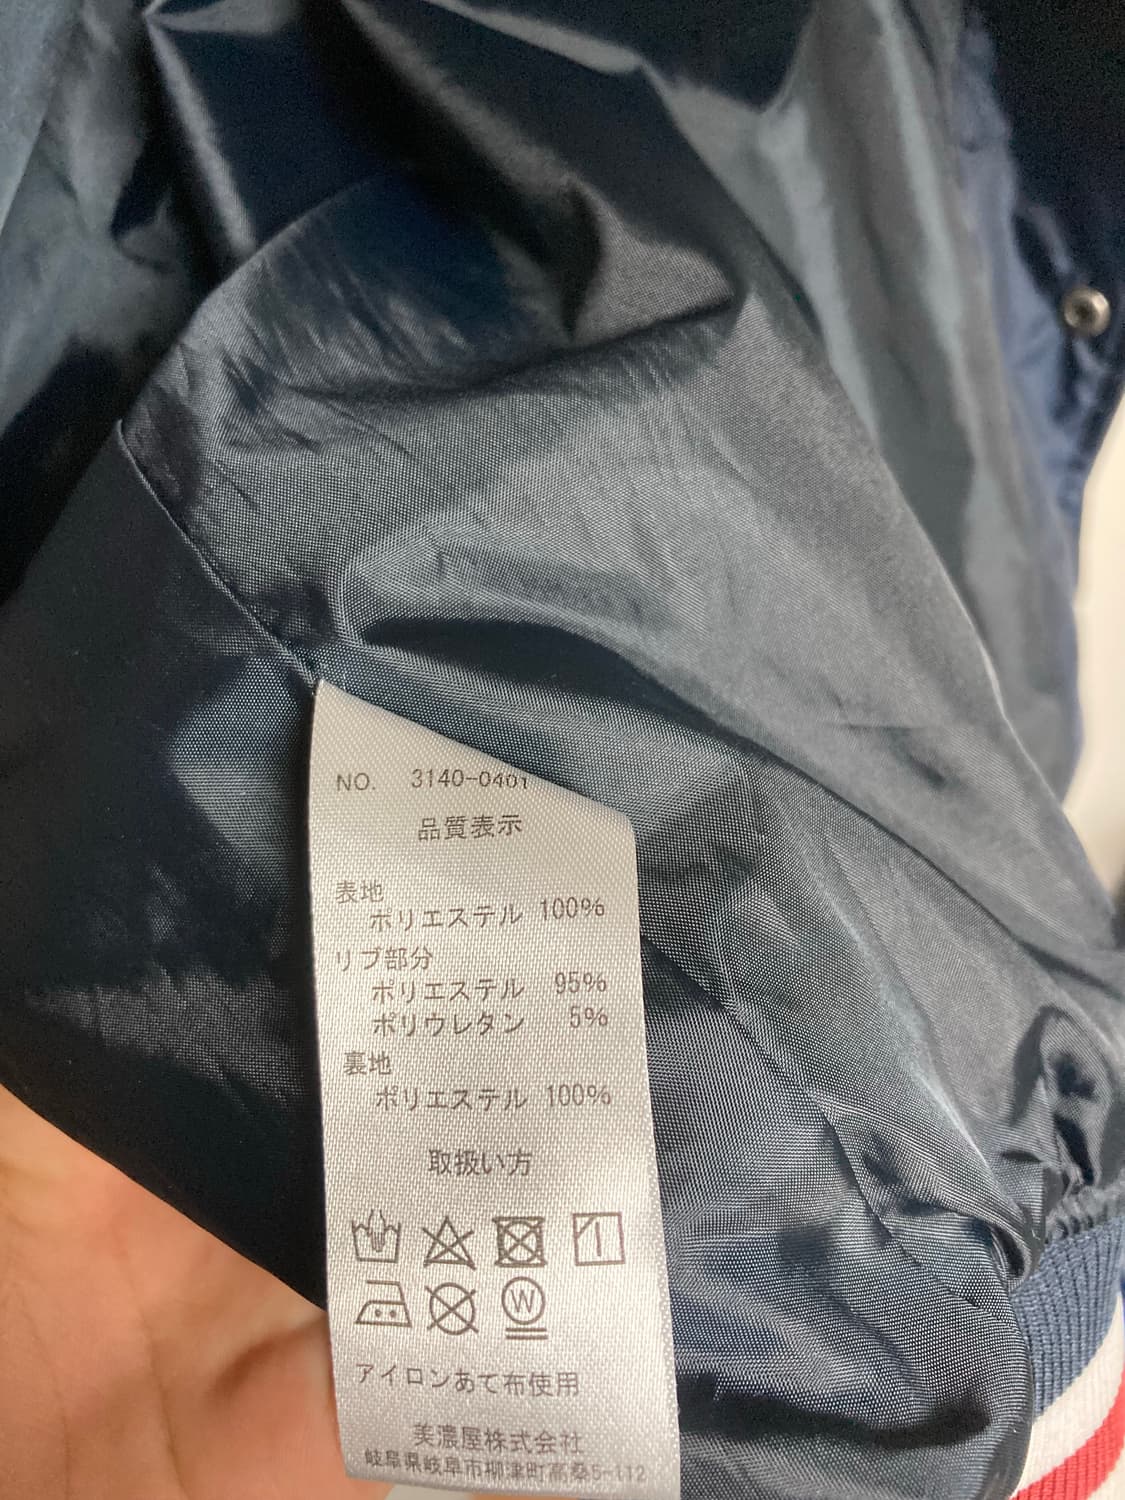 NO. 3140-0401
品質表示
表地
ポリエステル 100%
リブ部分
ポリエステル 95%
ポリウレタン 5%
裏地
ポリエステル 100%
取扱い方
W
アイロンあて布使用
美濃屋株式会社
岐阜県岐阜市柳津町高桑5-112